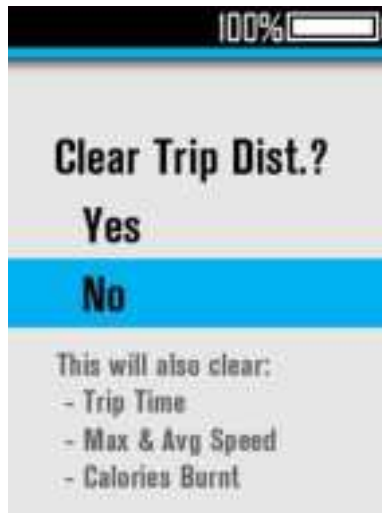 100%
Clear Trip Dist.?
Yes
No
This will also clear:
- Trip Time
- Max & Avg Speed
- Calories Burnt